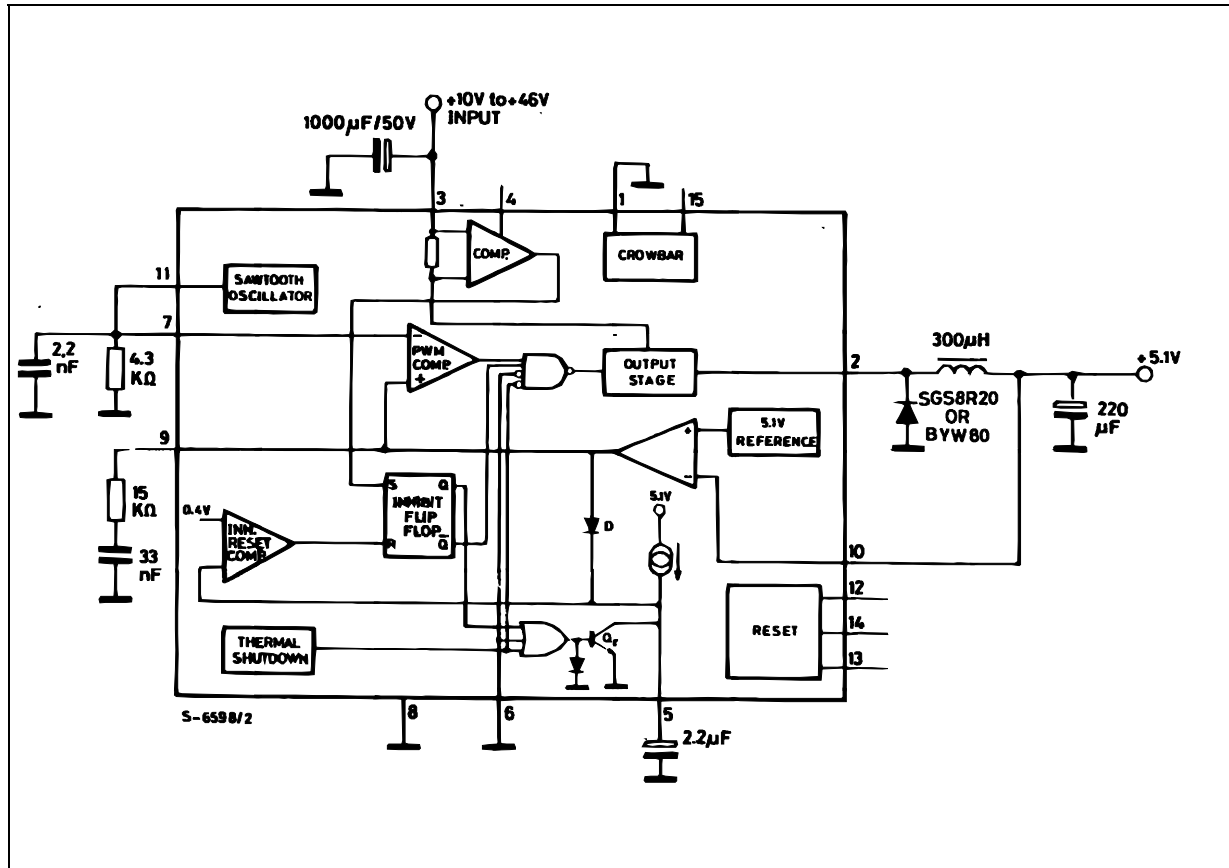 +10V to +46V
INPUT
1000µF/50V
3
4
1
15
COMP.
CROWBAR
11
SAWTOOTH
OSCILLATOR
7
2,2
nF
4.3
KΩ
-
PWM
COMP.
+
OUTPUT
STAGE
2
300µH
+5.1V
SGS8R20
OR
BYW80
220
µF
9
+
-
5.1V
REFERENCE
15
KΩ
33
nF
0.4V
INH.
RESET
COMP.
S
Q
INHIBIT
FLIP
FLOP
R
Q
D
5.1V
10
12
14
13
RESET
THERMAL
SHUTDOWN
Qr
S-6598/2
8
6
5
2.2µF